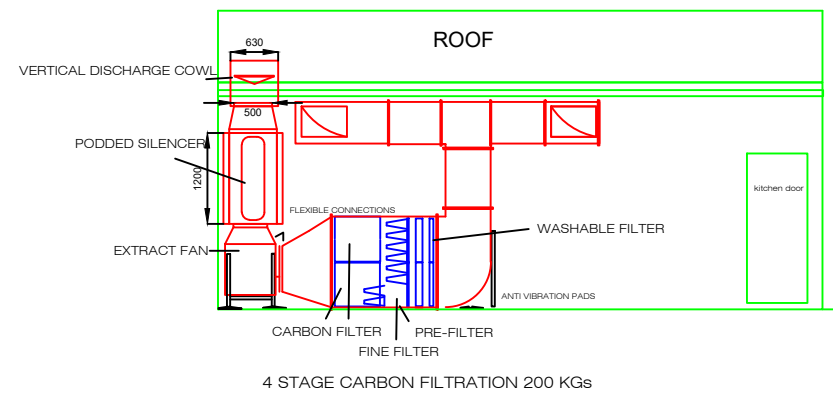 630
ROOF
VERTICAL DISCHARGE COWL
500
PODDED SILENCER
1200
kitchen door
FLEXIBLE CONNECTIONS
WASHABLE FILTER
EXTRACT FAN
ANTI VIBRATION PADS
CARBON FILTER
PRE-FILTER
FINE FILTER
4 STAGE CARBON FILTRATION 200 KGs